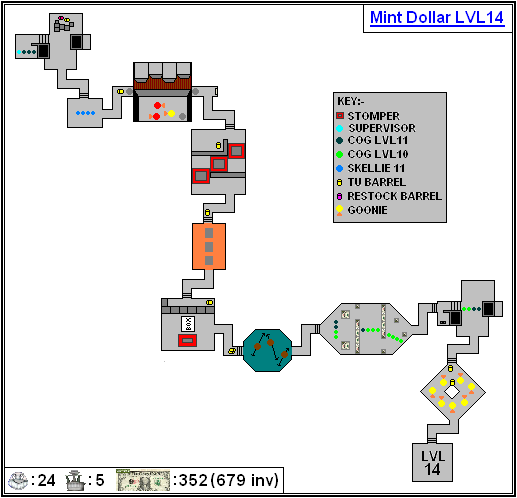 Mint Dollar LVL14
KEY:-
STOMPER
SUPERVISOR
COG LVL11
COG LVL10
SKELLIE 11
TU BARREL
RESTOCK BARREL
GOONIE
BOX
LVL
14
:24
:5
:352(679 inv)